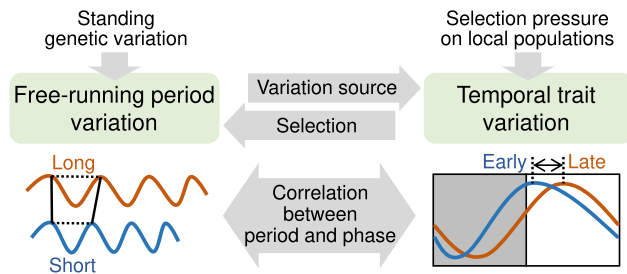 Standing
genetic variation
Selection pressure
on local populations
Free-running period
variation
Variation source
Selection
Temporal trait
variation
Long
Short
Correlation
between
period and phase
Early
Late